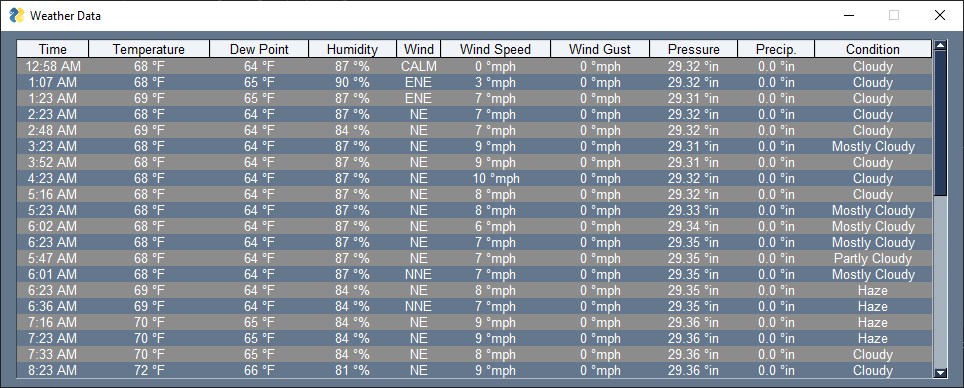 Weather Data
Time Temperature Dew Point Humidity Wind Wind Speed Wind Gust Pressure Precip. Condition
12:58 AM 68 °F 64 °F 87 °% CALM 0 °mph 0 °mph 29.32 °in 0.0 °in Cloudy
1:07 AM 68 °F 65 °F 90 °% ENE 3 °mph 0 °mph 29.32 °in 0.0 °in Cloudy
1:23 AM 69 °F 65 °F 87 °% ENE 7 °mph 0 °mph 29.31 °in 0.0 °in Cloudy
2:23 AM 68 °F 64 °F 87 °% NE 7 °mph 0 °mph 29.32 °in 0.0 °in Cloudy
2:48 AM 69 °F 64 °F 84 °% NE 7 °mph 0 °mph 29.31 °in 0.0 °in Cloudy
3:23 AM 68 °F 64 °F 87 °% NE 9 °mph 0 °mph 29.31 °in 0.0 °in Mostly Cloudy
3:52 AM 68 °F 64 °F 87 °% NE 9 °mph 0 °mph 29.31 °in 0.0 °in Cloudy
4:23 AM 68 °F 64 °F 87 °% NE 10 °mph 0 °mph 29.32 °in 0.0 °in Cloudy
5:16 AM 68 °F 64 °F 87 °% NE 8 °mph 0 °mph 29.32 °in 0.0 °in Cloudy
5:23 AM 68 °F 64 °F 87 °% NE 8 °mph 0 °mph 29.33 °in 0.0 °in Mostly Cloudy
6:02 AM 68 °F 64 °F 87 °% NE 6 °mph 0 °mph 29.34 °in 0.0 °in Mostly Cloudy
6:23 AM 68 °F 64 °F 87 °% NE 7 °mph 0 °mph 29.35 °in 0.0 °in Mostly Cloudy
5:47 AM 68 °F 64 °F 87 °% NE 7 °mph 0 °mph 29.35 °in 0.0 °in Partly Cloudy
6:01 AM 68 °F 64 °F 87 °% NNE 7 °mph 0 °mph 29.35 °in 0.0 °in Mostly Cloudy
6:23 AM 69 °F 64 °F 84 °% NE 8 °mph 0 °mph 29.35 °in 0.0 °in Haze
6:36 AM 69 °F 64 °F 84 °% NNE 7 °mph 0 °mph 29.35 °in 0.0 °in Haze
7:16 AM 70 °F 65 °F 84 °% NE 9 °mph 0 °mph 29.36 °in 0.0 °in Haze
7:23 AM 70 °F 65 °F 84 °% NE 9 °mph 0 °mph 29.36 °in 0.0 °in Haze
7:33 AM 70 °F 65 °F 84 °% NE 8 °mph 0 °mph 29.36 °in 0.0 °in Cloudy
8:23 AM 72 °F 66 °F 81 °% NE 9 °mph 0 °mph 29.36 °in 0.0 °in Cloudy